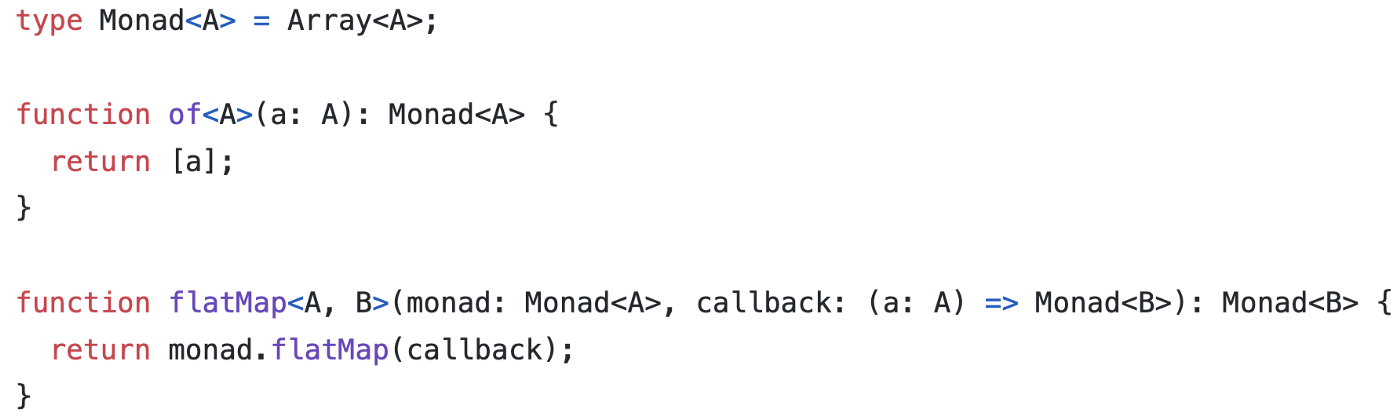 type Monad<A> = Array<A>;
function of<A>(a: A): Monad<A> {
  return [a];
}
function flatMap<A, B>(monad: Monad<A>, callback: (a: A) => Monad<B>): Monad<B> {
  return monad.flatMap(callback);
}